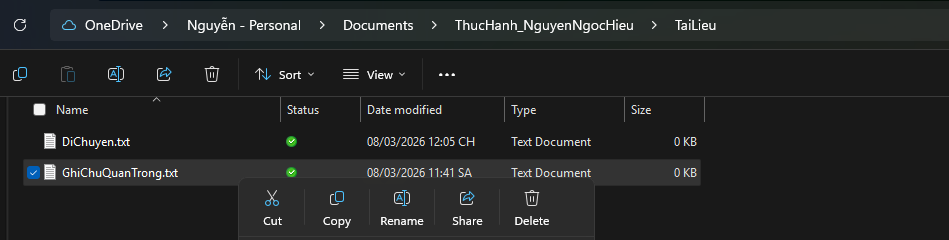 OneDrive > Nguyễn - Personal > Documents > ThucHanh_NguyenNgocHieu > TaiLieu
Sort View
Name Status Date modified Type Size
DiChuyen.txt 08/03/2026 12:05 CH Text Document 0 KB
GhiChuQuanTrong.txt 08/03/2026 11:41 SA Text Document 0 KB
Cut Copy Rename Share Delete